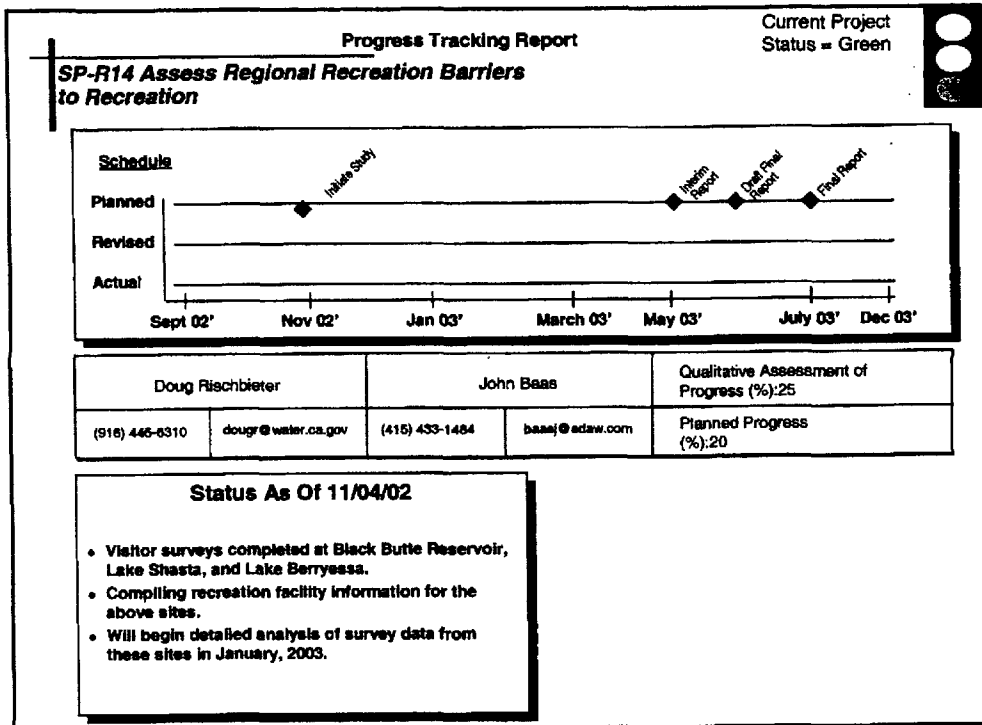 Progress Tracking Report
Current Project
Status = Green
SP-R14 Assess Regional Recreation Barriers
to Recreation
Schedule
Initiate Study
Interim
Report
Draft Final
Report
Final Report
Planned
Revised
Actual
Sept 02' Nov 02' Jan 03' March 03' May 03' July 03' Dec 03'
Doug Rischbieter
John Baas
Qualitative Assessment of
Progress (%):25
(916) 446-6310
dougr@water.ca.gov
(415) 433-1484
baasj@edaw.com
Planned Progress
(%):20
Status As Of 11/04/02
• Visitor surveys completed at Black Butte Reservoir,
Lake Shasta, and Lake Berryessa.
• Compiling recreation facility information for the
above sites.
• Will begin detailed analysis of survey data from
these sites in January, 2003.